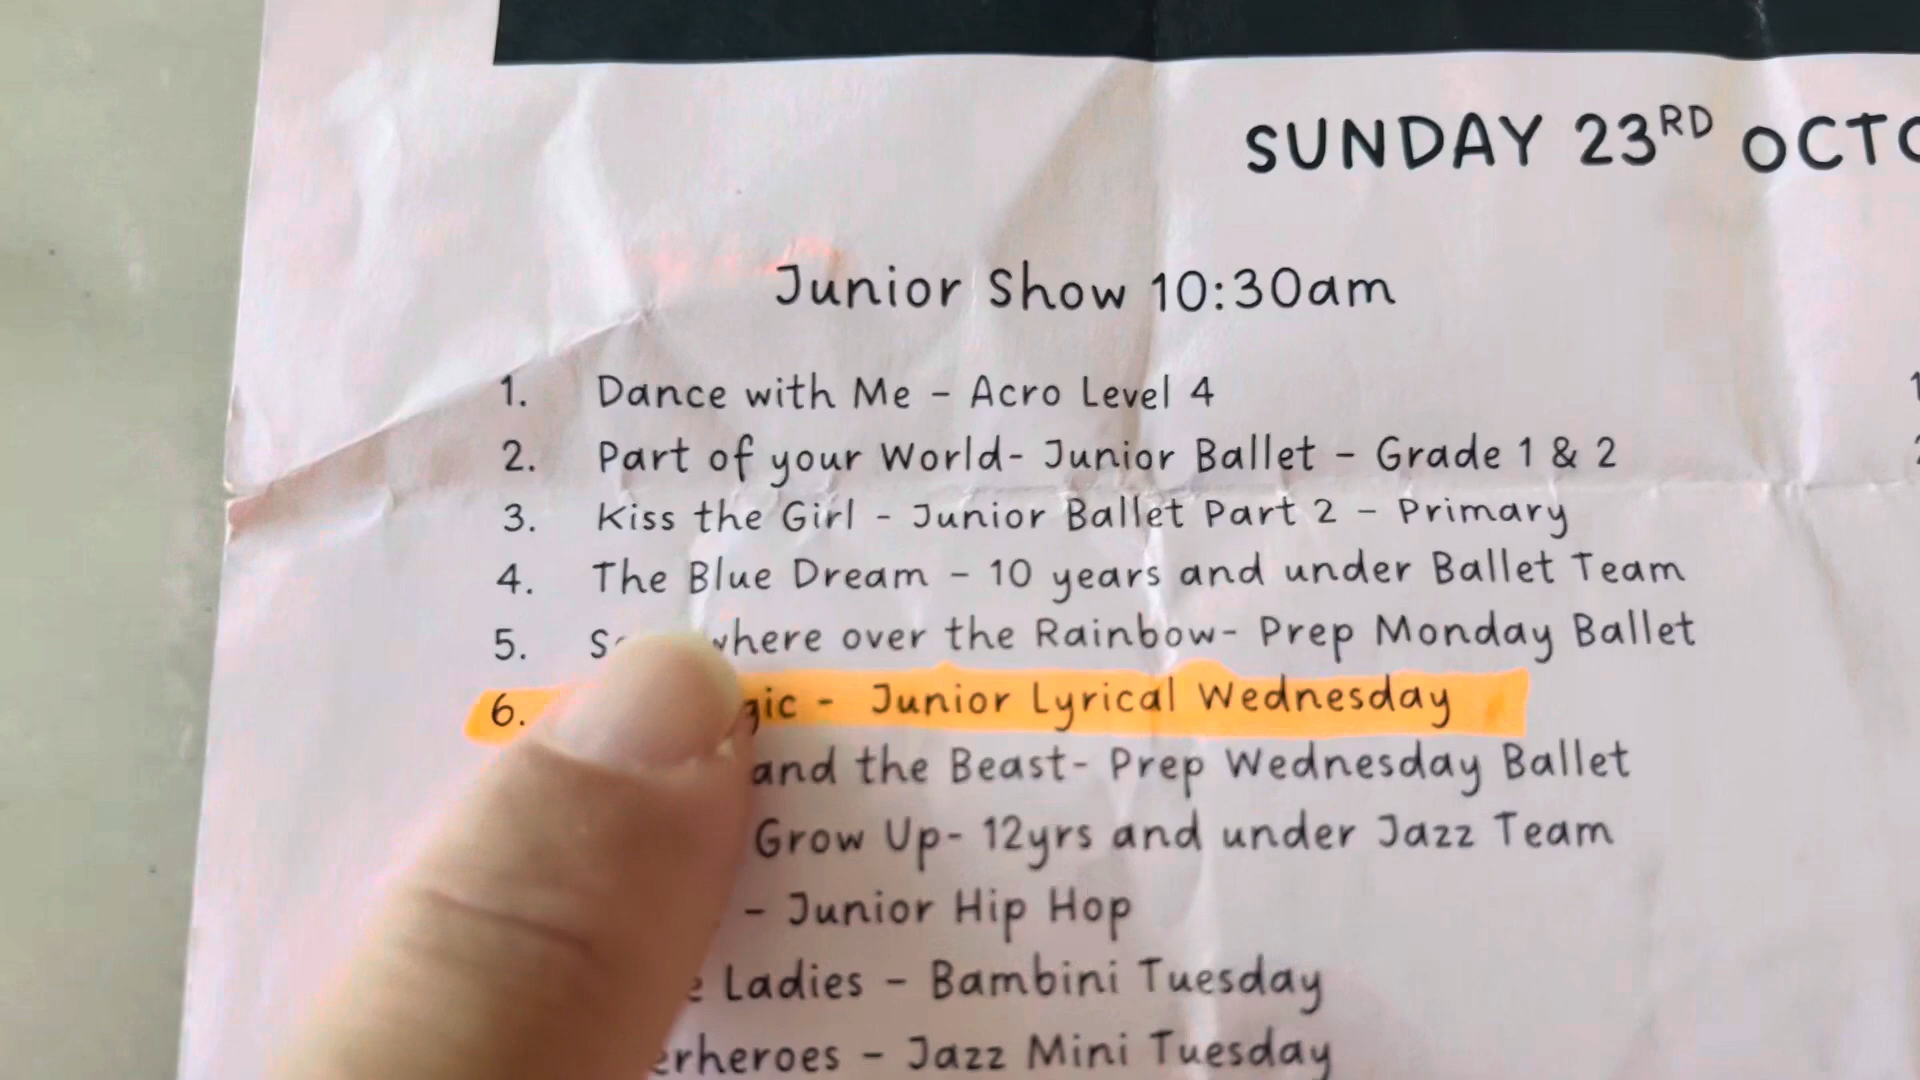 SUNDAY 23RD OCTO
Junior Show 10:30am
1. Dance with Me - Acro Level 4
2. Part of your World- Junior Ballet - Grade 1 & 2
3. Kiss the Girl - Junior Ballet Part 2 - Primary
4. The Blue Dream - 10 years and under Ballet Team
5. over the Rainbow- Prep Monday Ballet
6. - Junior Lyrical Wednesday
and the Beast- Prep Wednesday Ballet
Grow Up- 12yrs and under Jazz Team
- Junior Hip Hop
Ladies - Bambini Tuesday
- Jazz Mini Tuesday